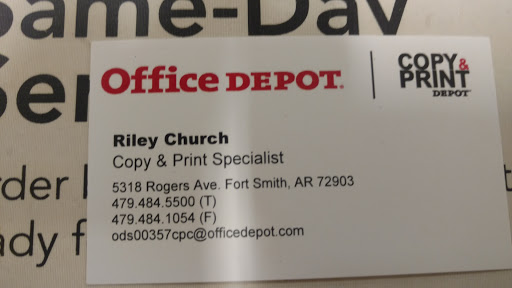 Same-Day
Ser
Office DEPOT.
COPY &
PRINT
DEPOT
Riley Church
Copy & Print Specialist
5318 Rogers Ave. Fort Smith, AR 72903
479.484.5500 (T)
479.484.1054 (F)
ods00357cpc@officedepot.com
rder
t
ady f